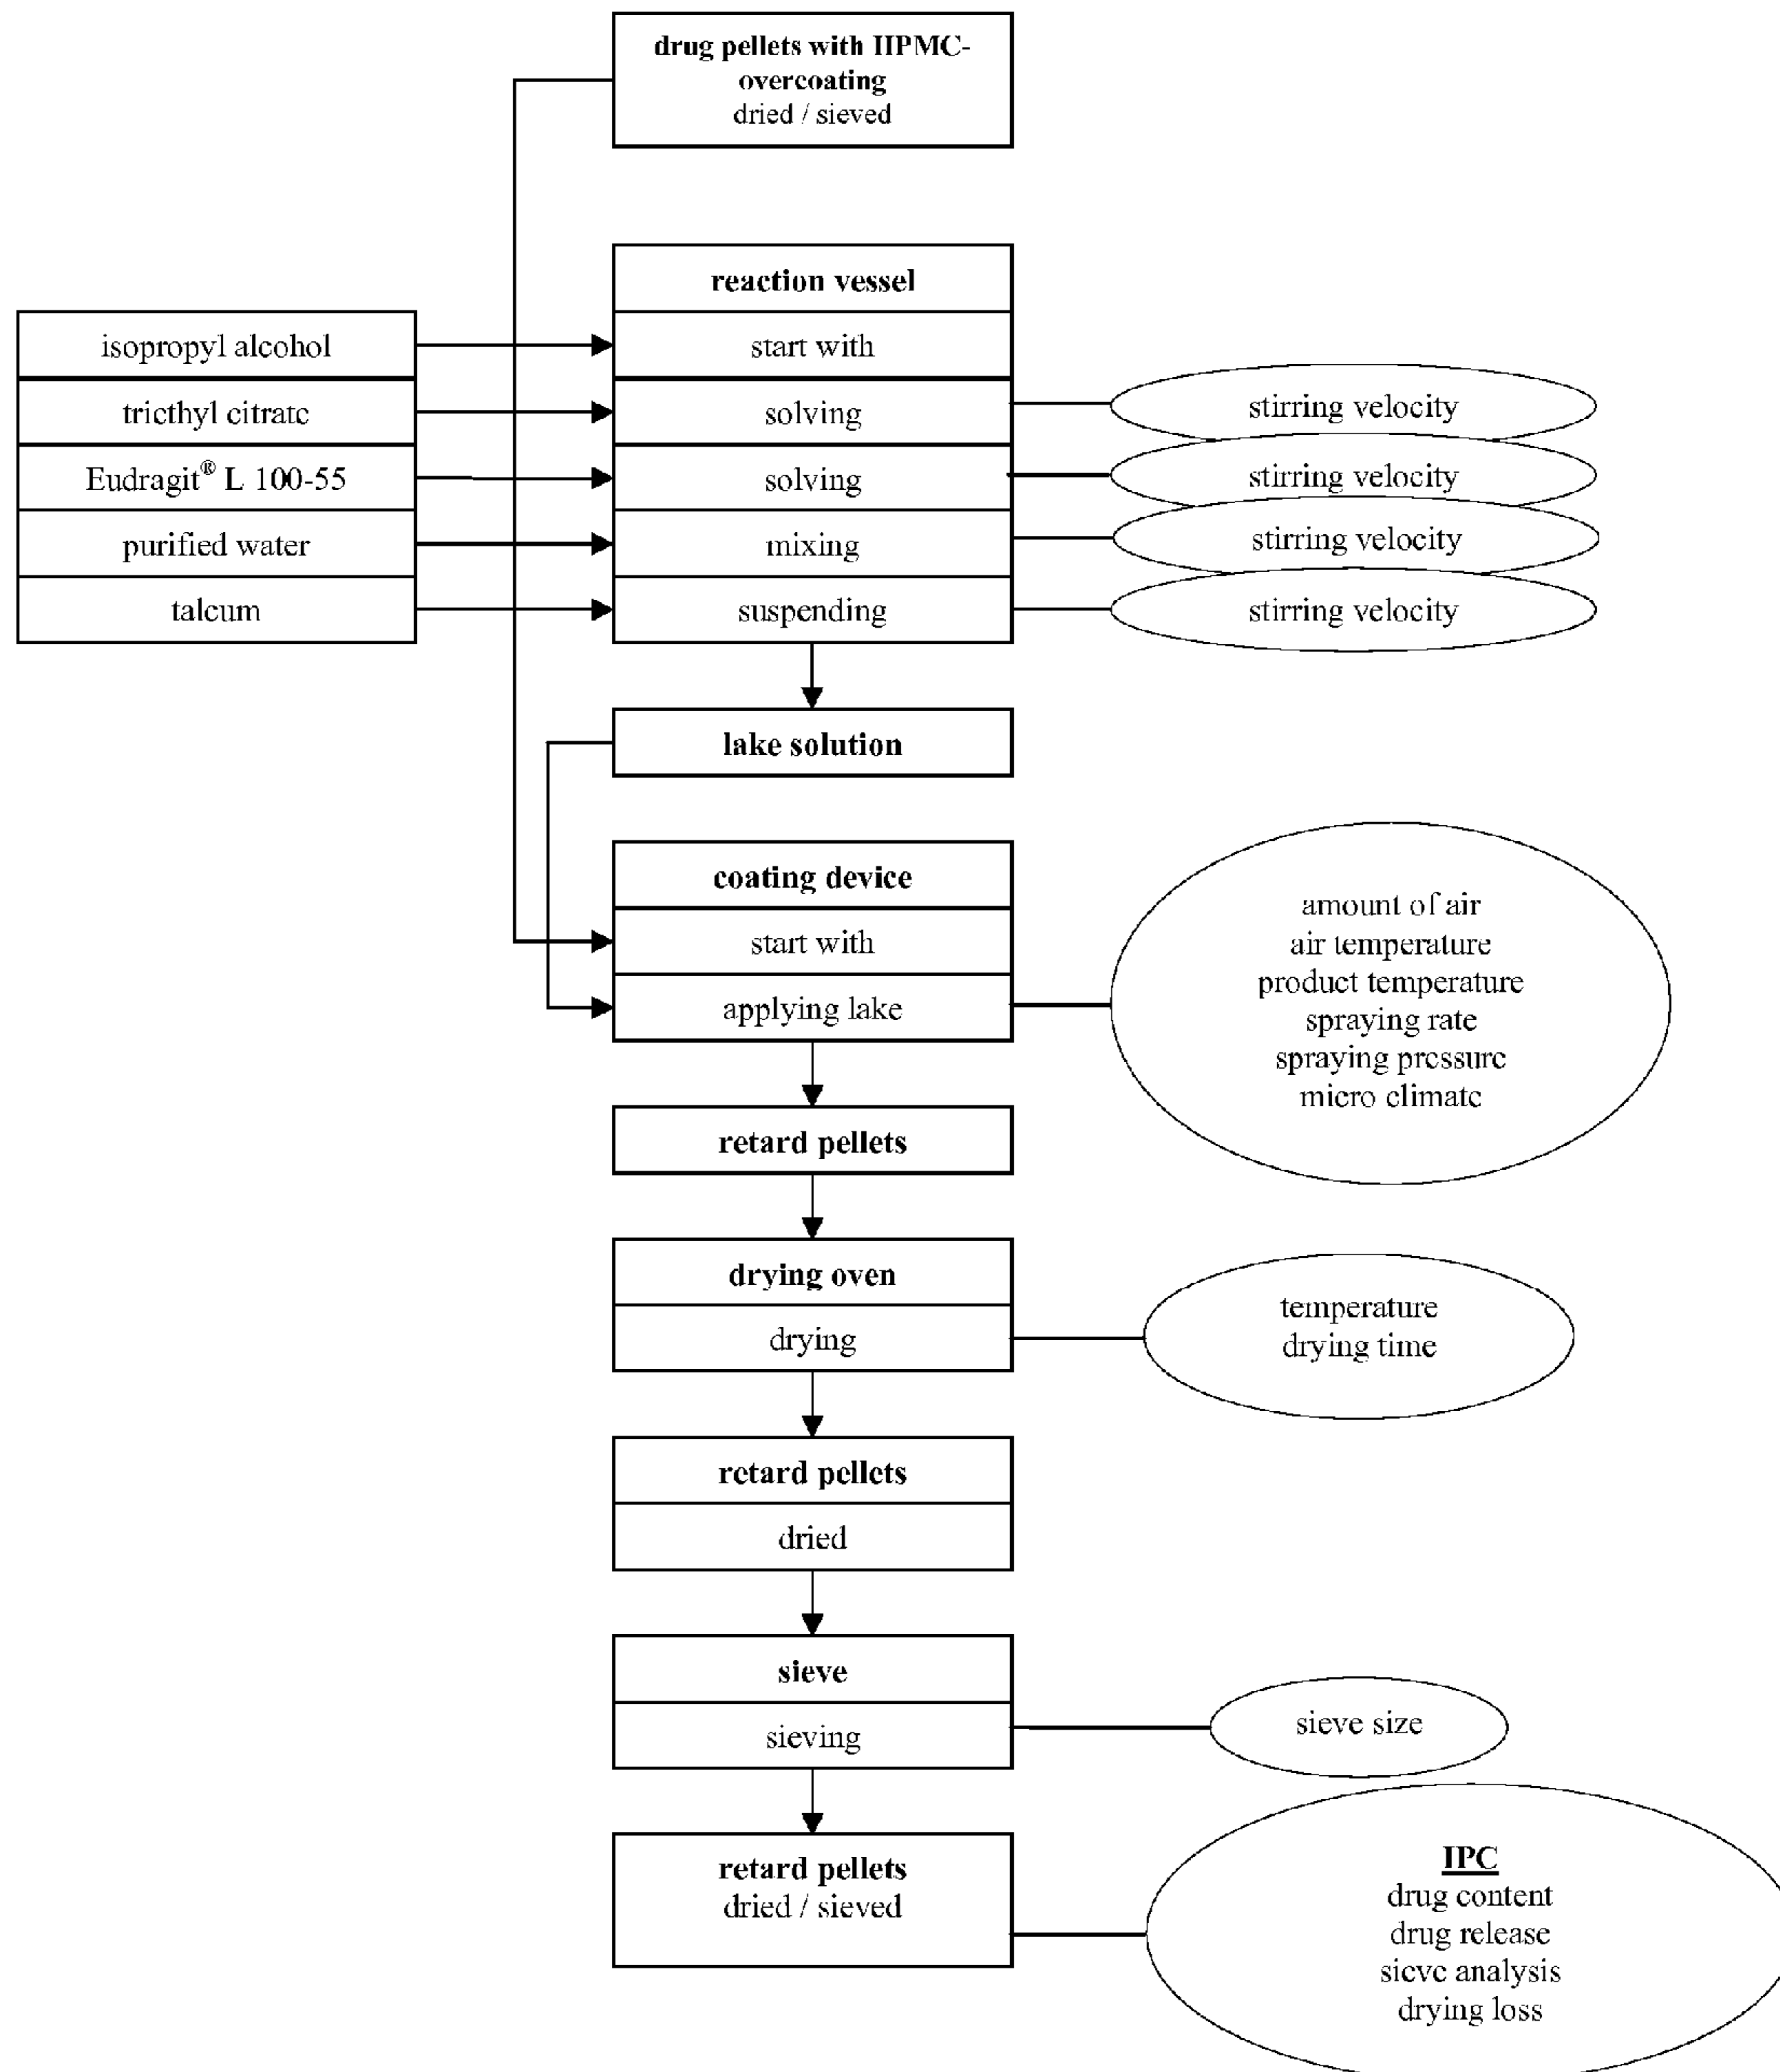 drug pellets with HPMC-
overcoating
dried / sieved
reaction vessel
isopropyl alcohol
start with
triethyl citrate
solving
stirring velocity
Eudragit® L 100-55
solving
stirring velocity
purified water
mixing
stirring velocity
talcum
suspending
stirring velocity
lake solution
coating device
start with
applying lake
amount of air
air temperature
product temperature
spraying rate
spraying pressure
micro climate
retard pellets
drying oven
drying
temperature
drying time
retard pellets
dried
sieve
sieving
sieve size
retard pellets
dried / sieved
IPC
drug content
drug release
sieve analysis
drying loss